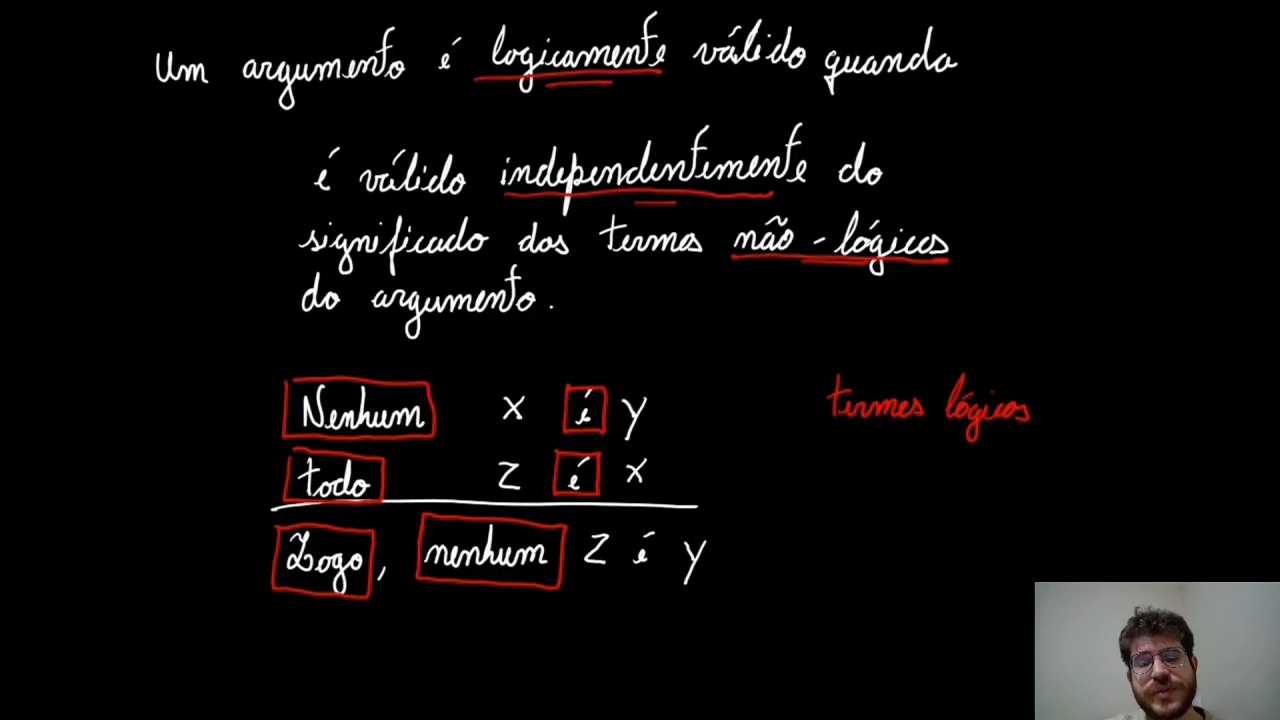 Um argumento é logicamente válido quando
é válido independentemente do
significado dos termos não-lógicos
do argumento.
Nenhum x é y
termos lógicos
todo z é x
Logo, nenhum z é y